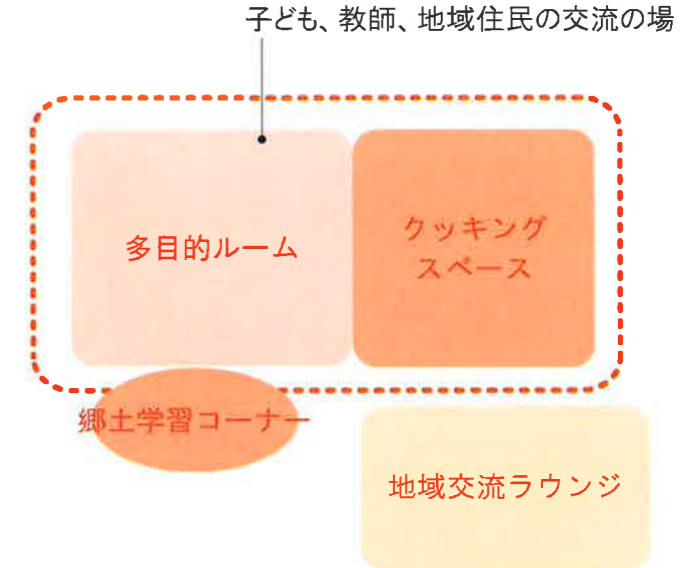 子ども、教師、地域住民の交流の場
多目的ルーム
クッキング
スペース
郷土学習コーナー
地域交流ラウンジ